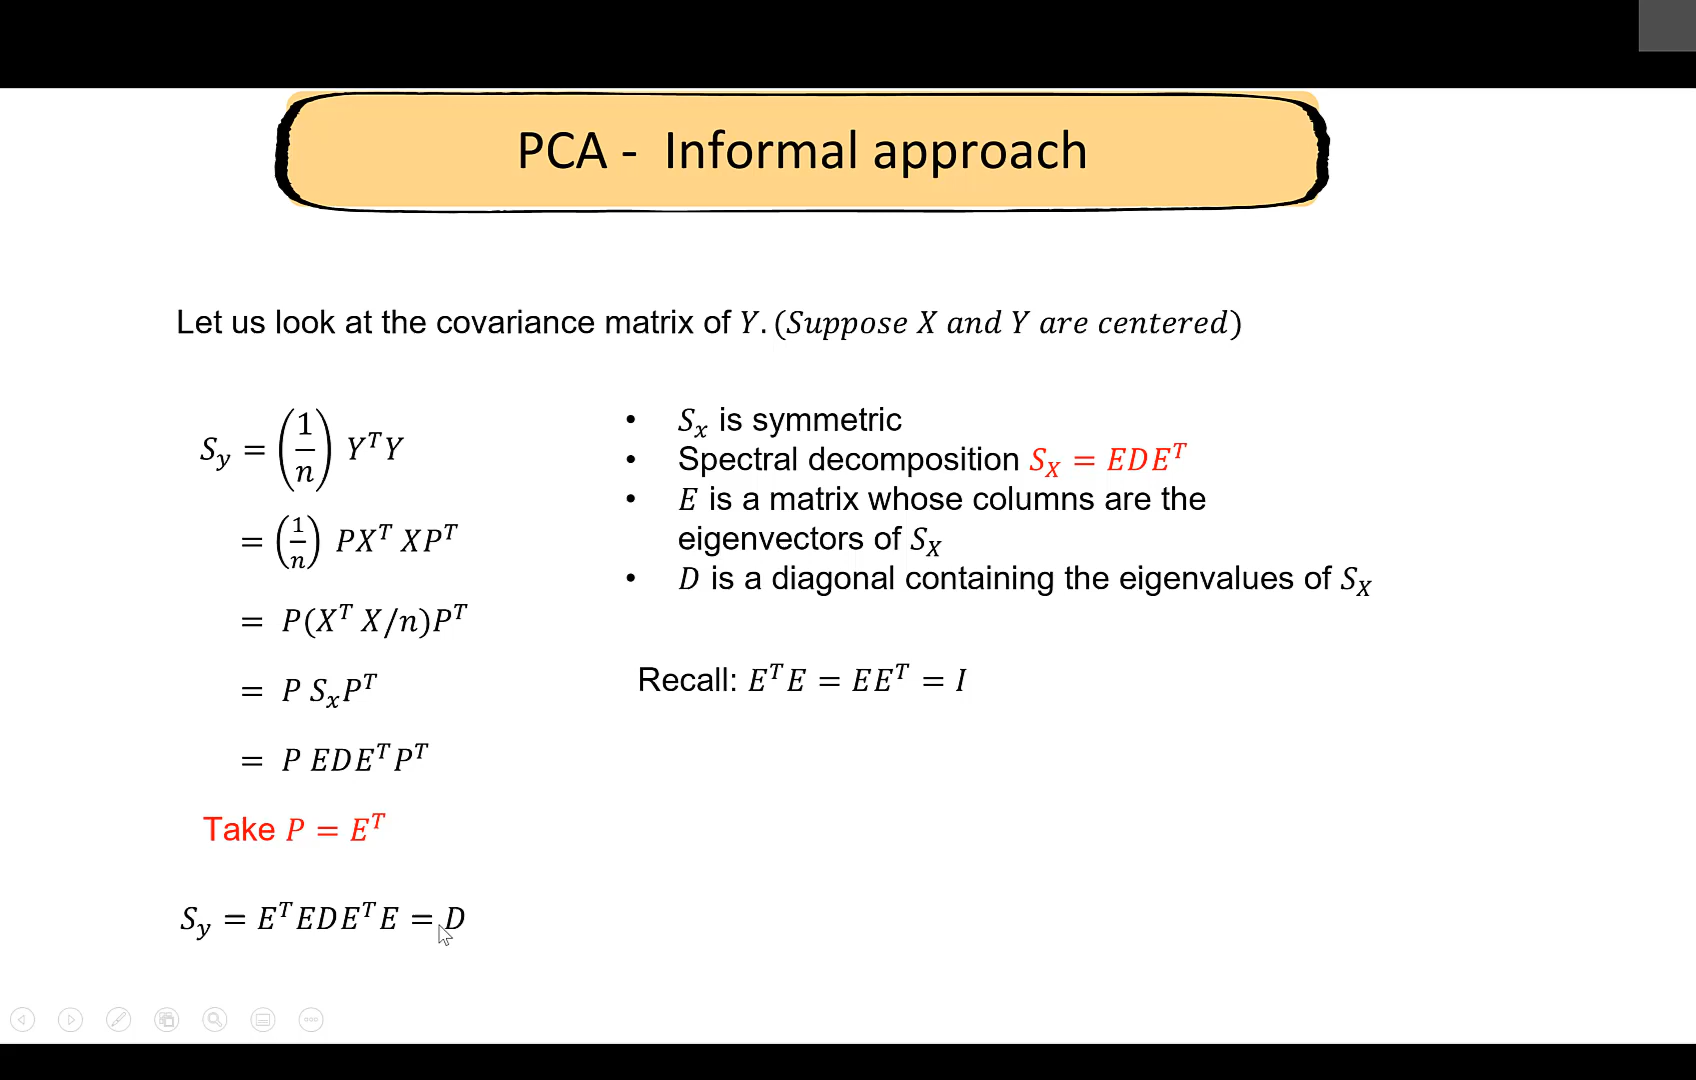 PCA - Informal approach
Let us look at the covariance matrix of Y. (Suppose X and Y are centered)
S_y = (1/n) Y^T Y
= (1/n) PX^T XP^T
= P(X^T X/n)P^T
= P S_x P^T
= P EDE^T P^T
Take P = E^T
S_y = E^T EDE^T E = D
• S_x is symmetric
• Spectral decomposition S_X = EDE^T
• E is a matrix whose columns are the
eigenvectors of S_X
• D is a diagonal containing the eigenvalues of S_X
Recall: E^T E = EE^T = I